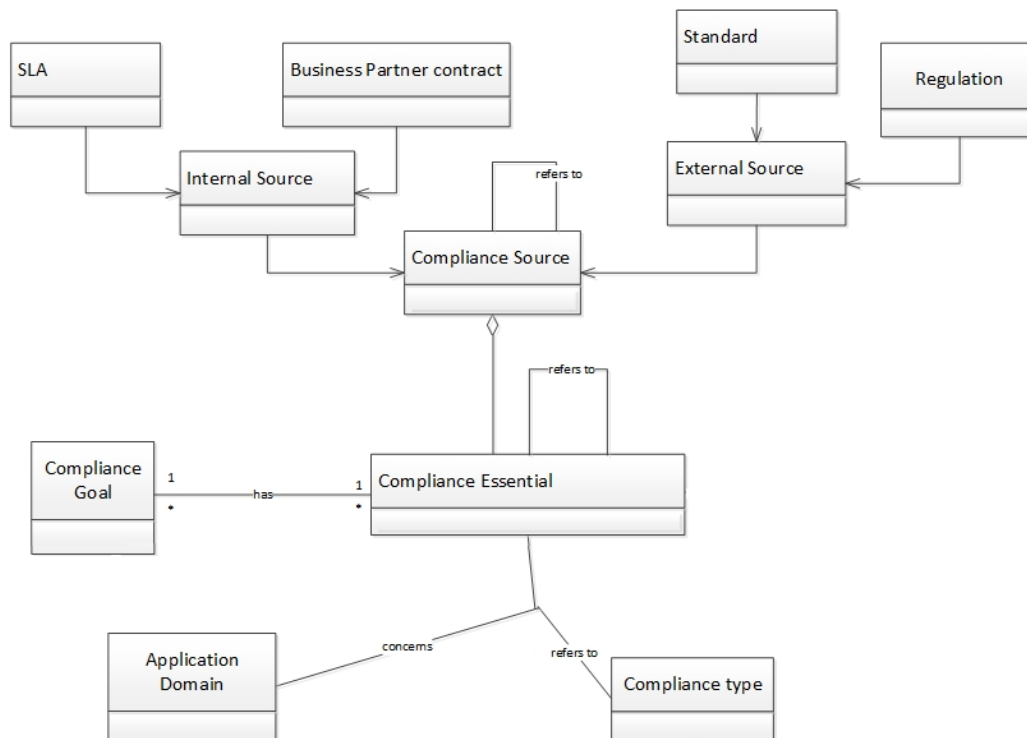 Standard
SLA
Business Partner contract
Regulation
Internal Source
refers to
External Source
Compliance Source
refers to
Compliance
Goal
1
*
has
1
*
Compliance Essential
concerns
refers to
Application
Domain
Compliance type